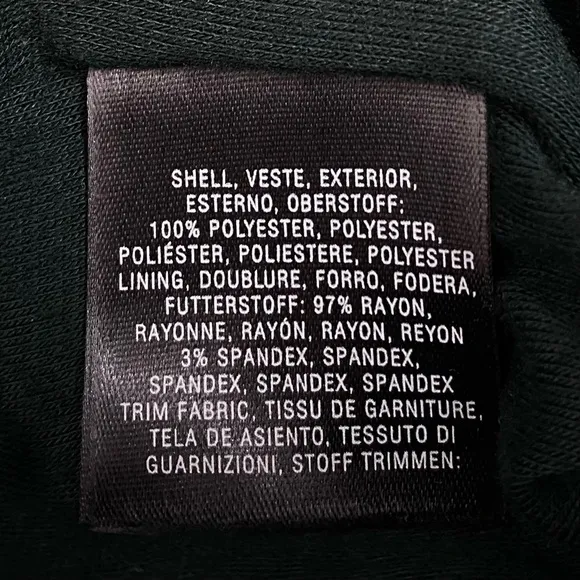 SHELL, VESTE, EXTERIOR,
ESTERNO, OBERSTOFF:
100% POLYESTER, POLYESTER,
POLIÉSTER, POLIESTERE, POLYESTER
LINING, DOUBLURE, FORRO, FODERA,
FUTTERSTOFF: 97% RAYON,
RAYONNE, RAYÓN, RAYON, REYON
3% SPANDEX, SPANDEX,
SPANDEX, SPANDEX, SPANDEX
TRIM FABRIC, TISSU DE GARNITURE,
TELA DE ASIENTO, TESSUTO DI
GUARNIZIONI, STOFF TRIMMEN: